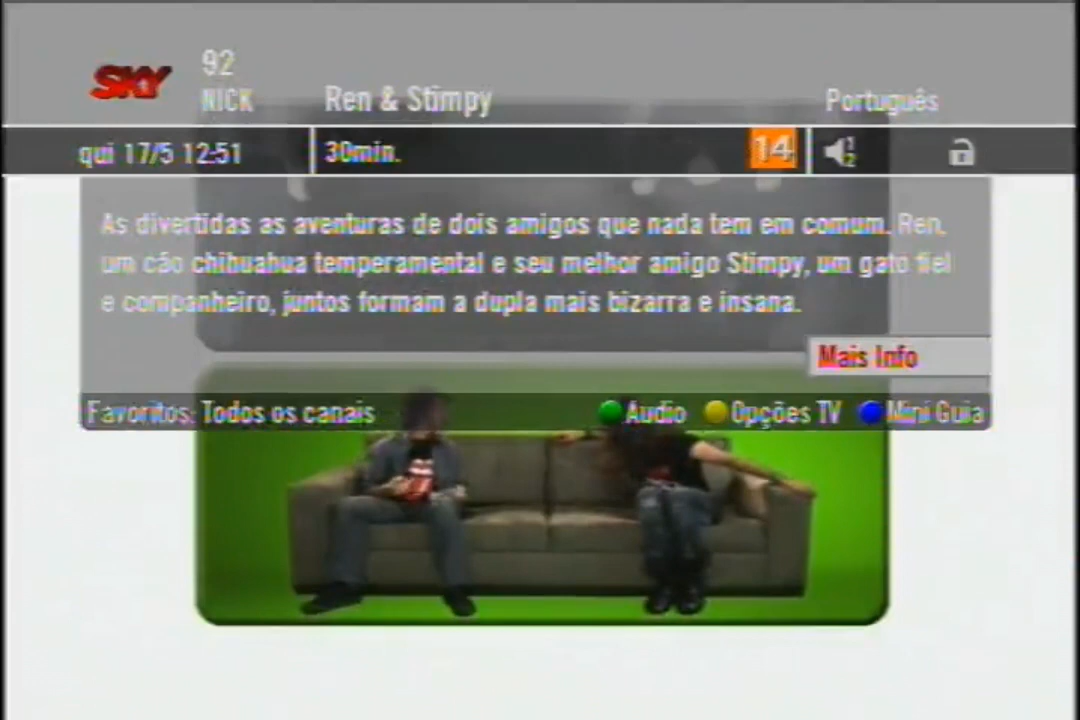 SKY
92
NICK
Ren & Stimpy
Português
qui 17/5 12:51
30min.
14
1
2
As divertidas as aventuras de dois amigos que nada tem em comum. Ren,
um cão chihuahua temperamental e seu melhor amigo Stimpy, um gato fiel
e companheiro, juntos formam a dupla mais bizarra e insana.
Mais Info
Favoritos: Todos os canais
Audio
Opções TV
Mini Guia